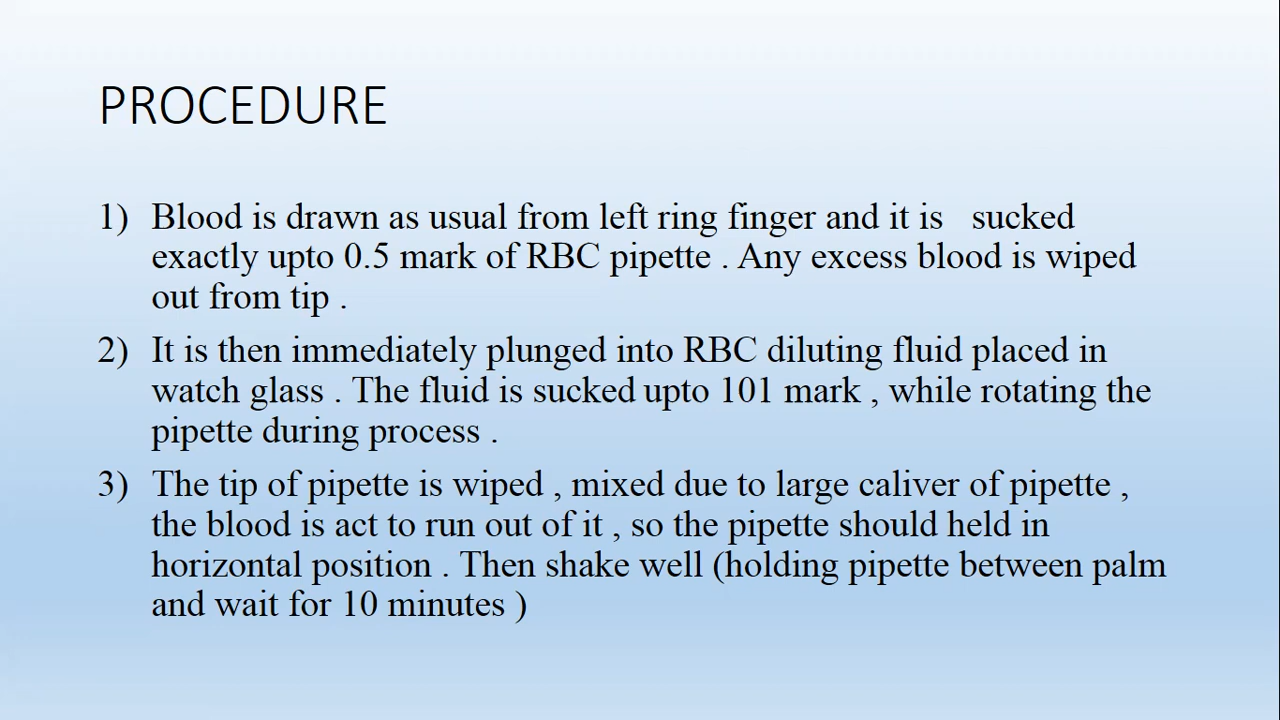 PROCEDURE
1) Blood is drawn as usual from left ring finger and it is sucked
exactly upto 0.5 mark of RBC pipette . Any excess blood is wiped
out from tip .
2) It is then immediately plunged into RBC diluting fluid placed in
watch glass . The fluid is sucked upto 101 mark , while rotating the
pipette during process .
3) The tip of pipette is wiped , mixed due to large caliver of pipette ,
the blood is act to run out of it , so the pipette should held in
horizontal position . Then shake well (holding pipette between palm
and wait for 10 minutes )